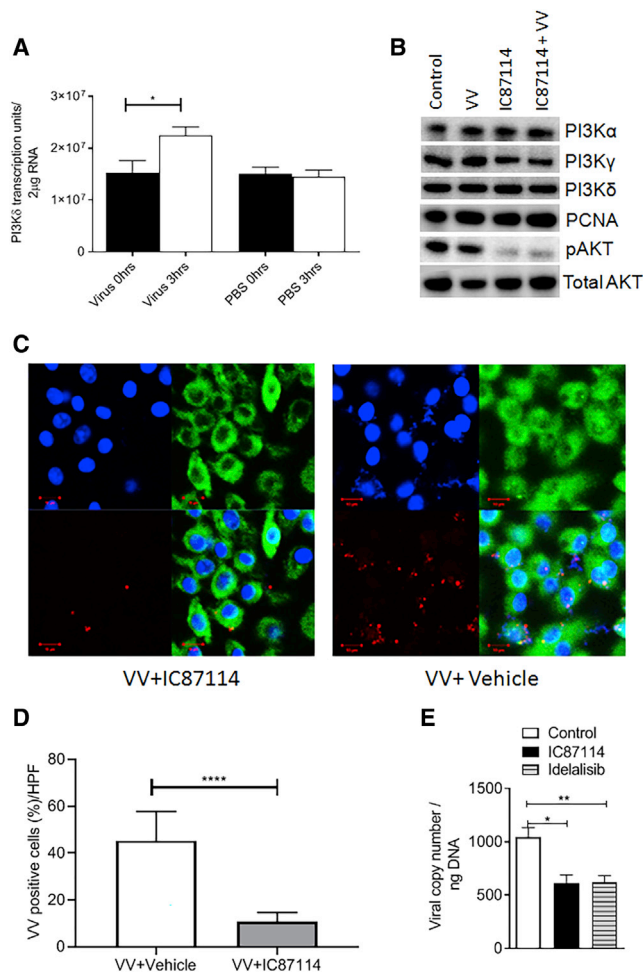 A
PI3Kδ transcription units/
2µg RNA
3×10⁷
2×10⁷
1×10⁷
0
*
Virus 0hrs
Virus 3hrs
PBS 0hrs
PBS 3hrs
B
Control
VV
IC87114
IC87114 + VV
PI3Kα
PI3Kγ
PI3Kδ
PCNA
pAKT
Total AKT
C
VV+IC87114
VV+ Vehicle
D
VV positive cells (%)/HPF
80
60
40
20
0
****
VV+Vehicle
VV+IC87114
E
Control
IC87114
Idelalisib
Viral copy number /
ng DNA
1500
1000
500
0
**
*